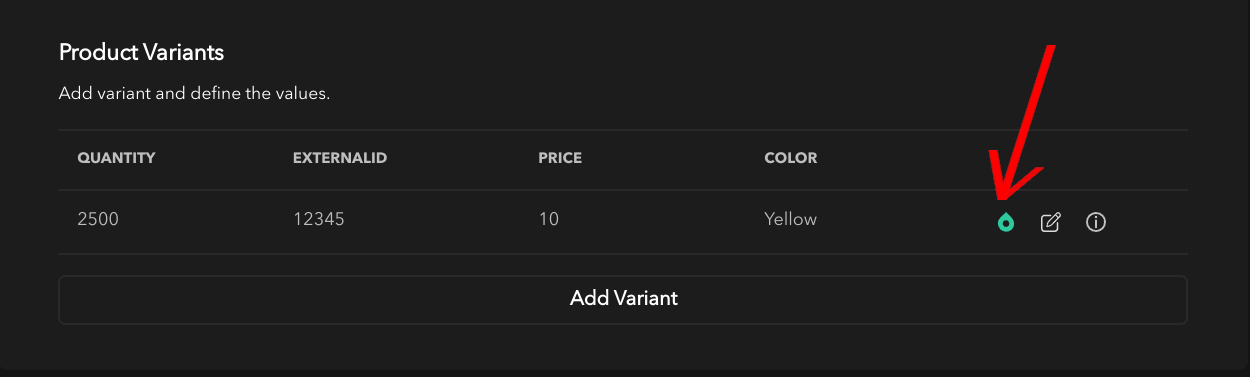 Product Variants
Add variant and define the values.
QUANTITY EXTERNALID PRICE COLOR
2500 12345 10 Yellow
Add Variant